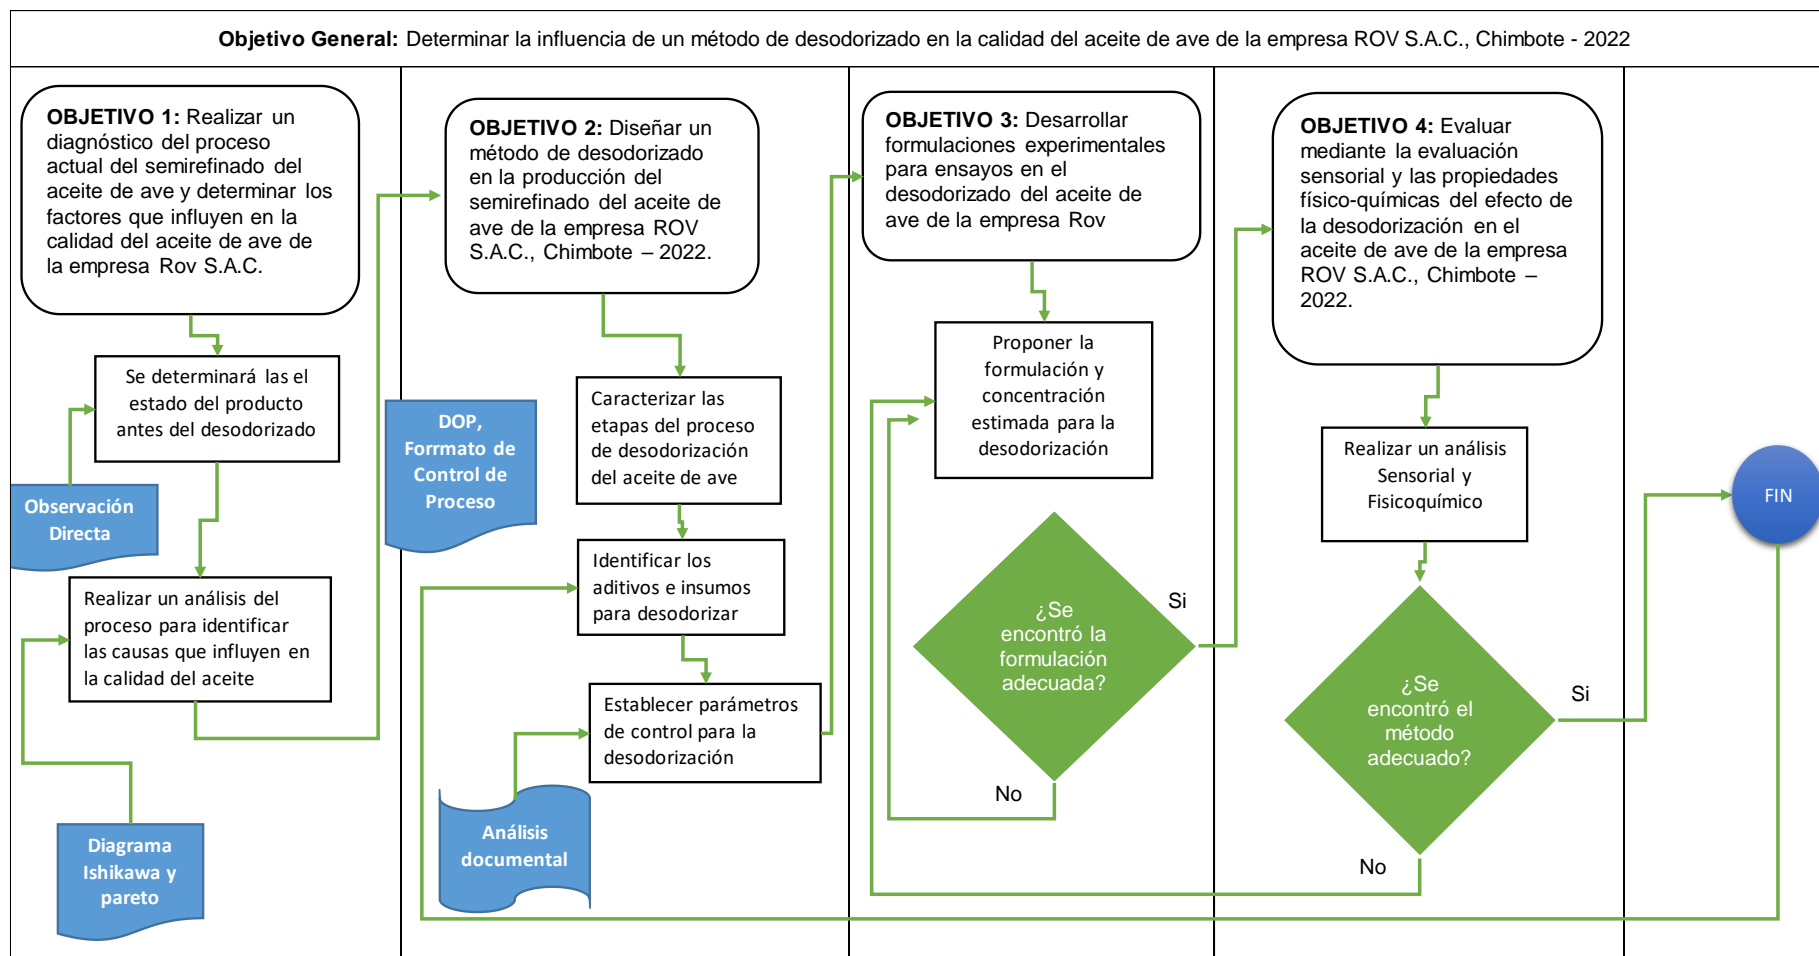 Objetivo General: Determinar la influencia de un método de desodorizado en la calidad del aceite de ave de la empresa ROV S.A.C., Chimbote - 2022
OBJETIVO 1: Realizar un
diagnóstico del proceso
actual del semirefinado del
aceite de ave y determinar los
factores que influyen en la
calidad del aceite de ave de
la empresa Rov S.A.C.
Se determinará las el
estado del producto
antes del desodorizado
Observación
Directa
Realizar un análisis del
proceso para identificar
las causas que influyen en
la calidad del aceite
Diagrama
Ishikawa y
pareto
OBJETIVO 2: Diseñar un
método de desodorizado
en la producción del
semirefinado del aceite de
ave de la empresa ROV
S.A.C., Chimbote – 2022.
DOP,
Forrmato de
Control de
Proceso
Caracterizar las
etapas del proceso
de desodorización
del aceite de ave
Identificar los
aditivos e insumos
para desodorizar
Establecer parámetros
de control para la
desodorización
Análisis
documental
OBJETIVO 3: Desarrollar
formulaciones experimentales
para ensayos en el
desodorizado del aceite de
ave de la empresa Rov
Proponer la
formulación y
concentración
estimada para la
desodorización
¿Se
encontró la
formulación
adecuada?
Si
No
OBJETIVO 4: Evaluar
mediante la evaluación
sensorial y las propiedades
físico-químicas del efecto de
la desodorización en el
aceite de ave de la empresa
ROV S.A.C., Chimbote –
2022.
Realizar un análisis
Sensorial y
Fisicoquímico
¿Se
encontró el
método
adecuado?
Si
No
FIN